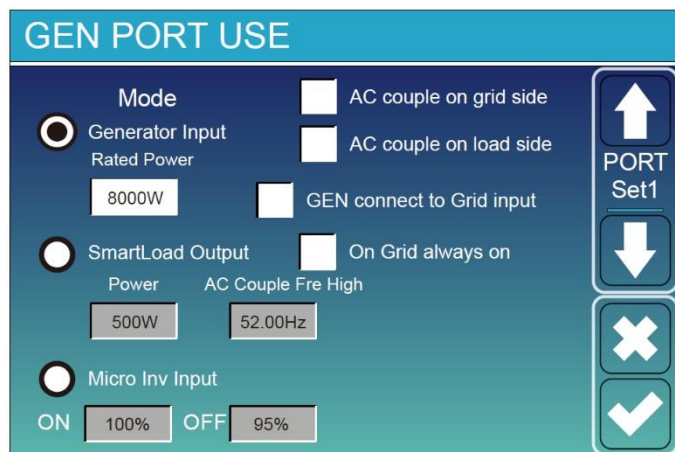 GEN PORT USE
Mode
AC couple on grid side
Generator Input
AC couple on load side
Rated Power
8000W
GEN connect to Grid input
SmartLoad Output
On Grid always on
Power
AC Couple Fre High
500W
52.00Hz
Micro Inv Input
ON 100% OFF 95%
PORT
Set1